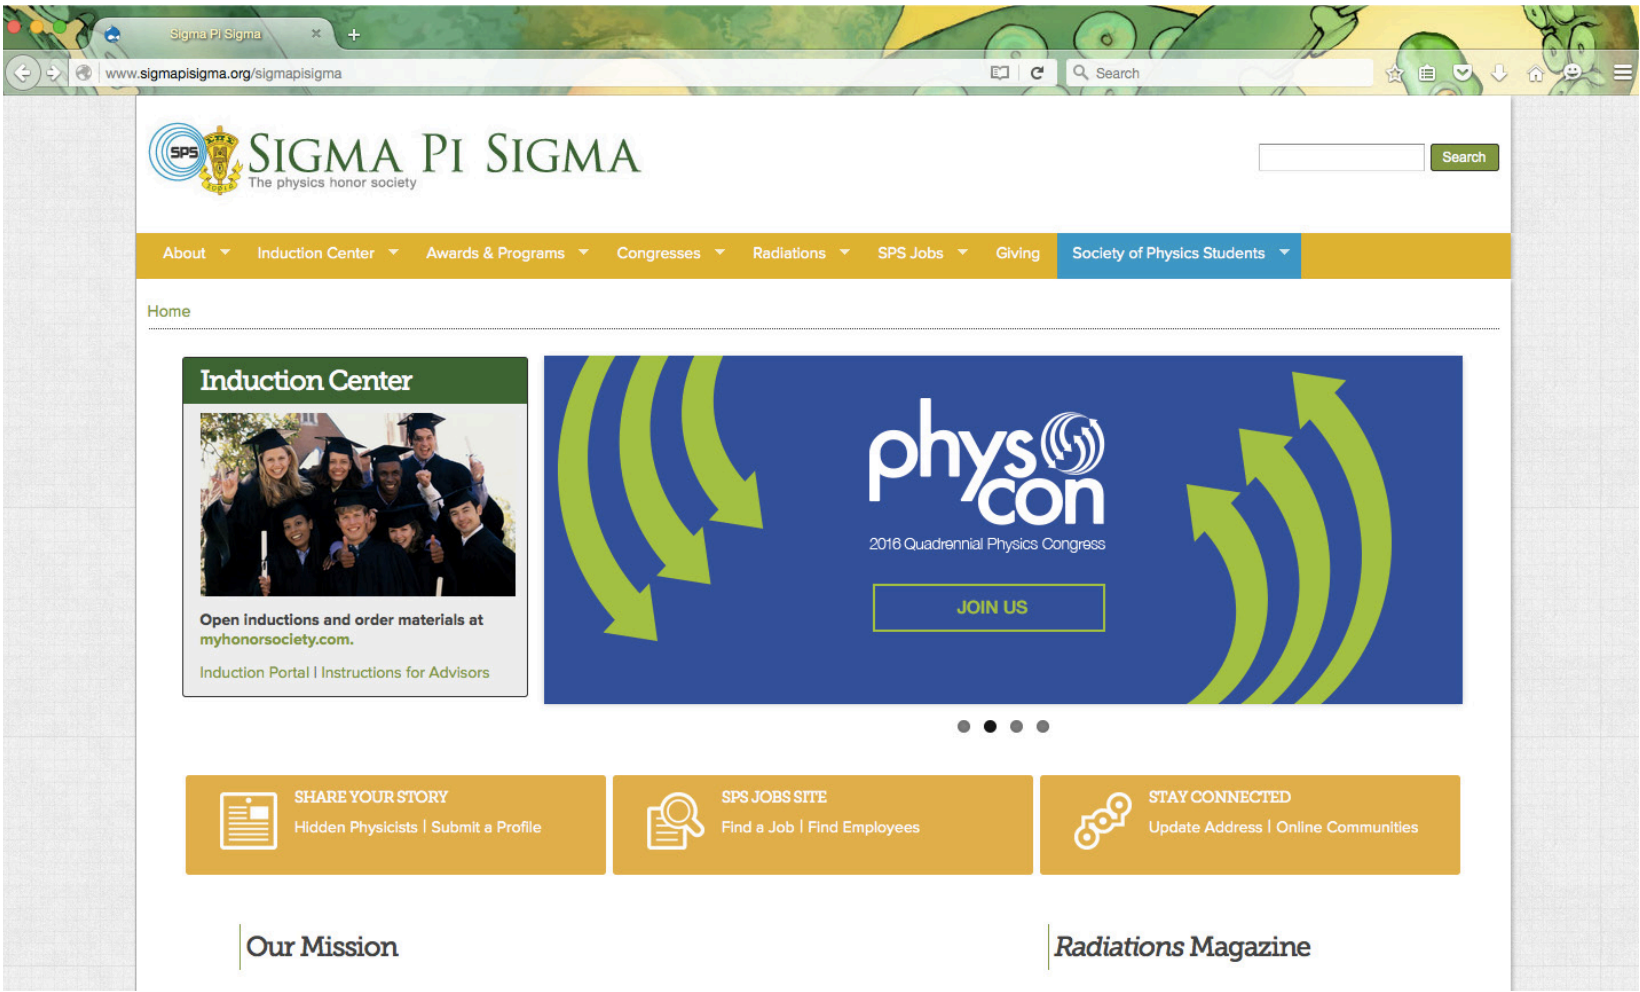 Sigma Pi Sigma
www.sigmapisigma.org/sigmapisigma
Search
SPS
SIGMA PI SIGMA
The physics honor society
Search
About Induction Center Awards & Programs Congresses Radiations SPS Jobs Giving Society of Physics Students
Home
Induction Center
Open inductions and order materials at
myhonorsociety.com.
Induction Portal | Instructions for Advisors
phys
con
2016 Quadrennial Physics Congress
JOIN US
SHARE YOUR STORY
Hidden Physicists | Submit a Profile
SPS JOBS SITE
Find a Job | Find Employees
STAY CONNECTED
Update Address | Online Communities
Our Mission
Radiations Magazine